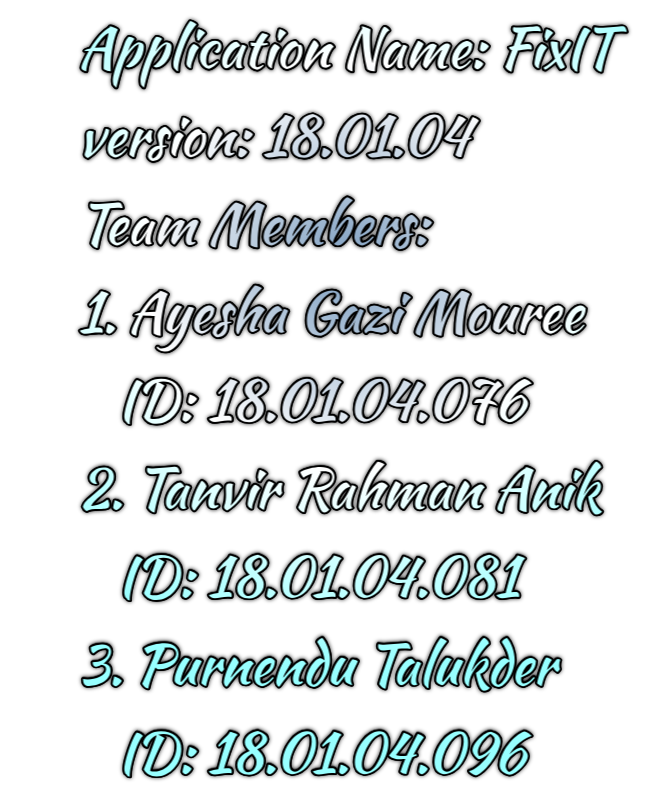 Application Name: FixIT
version: 18.01.04
Team Members:
1. Ayesha Gazi Mouree
ID: 18.01.04.076
2. Tanvir Rahman Anik
ID: 18.01.04.081
3. Purnendu Talukder
ID: 18.01.04.096